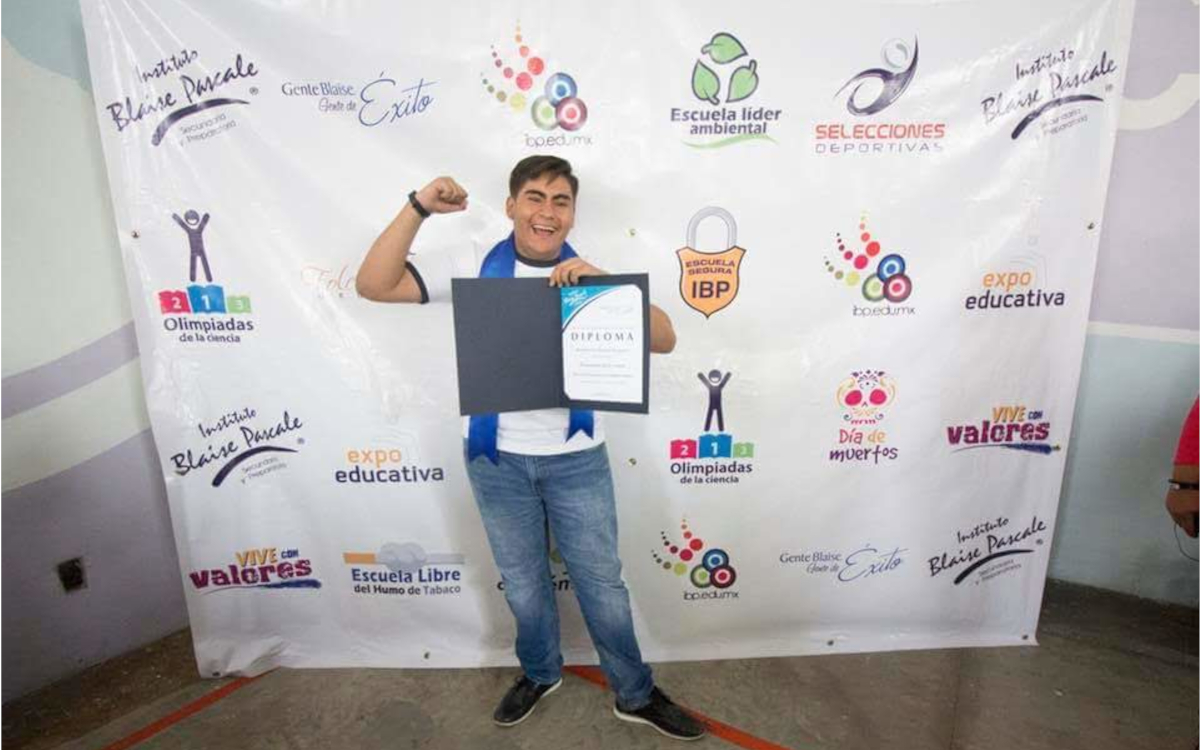 Instituto
Blaise Pascale ®
Secundaria
y Preparatoria
Gente Blaise,
Gente de Éxito
ibp.edu.mx
Escuela líder
ambiental
SELECCIONES
DEPORTIVAS
Instituto
Blaise Pascale ®
Secundaria
y Preparatoria
2 1 3
Olimpiadas
de la ciencia
DIPLOMA
ESCUELA
SEGURA
IBP
ibp.edu.mx
expo
educativa
Instituto
Blaise Pascale ®
Secundaria
y Preparatoria
expo
educativa
2 1 3
Olimpiadas
de la ciencia
Día de
muertos
VIVE CON
valores
VIVE CON
valores
Escuela Libre
del Humo de Tabaco
ibp.edu.mx
Gente Blaise,
Gente de Éxito
Instituto
Blaise Pascale ®
Secundaria
y Preparatoria